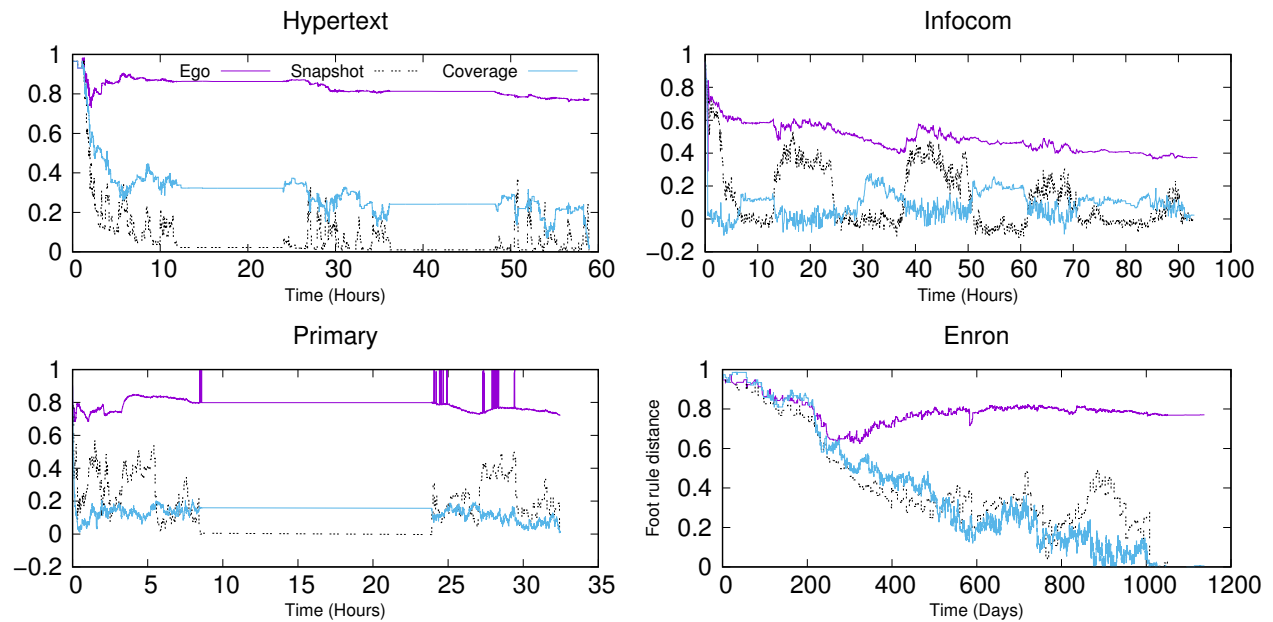 Hypertext
Ego Snapshot Coverage
1
0.8
0.6
0.4
0.2
0
0 10 20 30 40 50 60
Time (Hours)
Infocom
1
0.8
0.6
0.4
0.2
0
−0.2
0 10 20 30 40 50 60 70 80 90 100
Time (Hours)
Primary
1
0.8
0.6
0.4
0.2
0
−0.2
0 5 10 15 20 25 30 35
Time (Hours)
Enron
Foot rule distance
1
0.8
0.6
0.4
0.2
0
0 200 400 600 800 1000 1200
Time (Days)